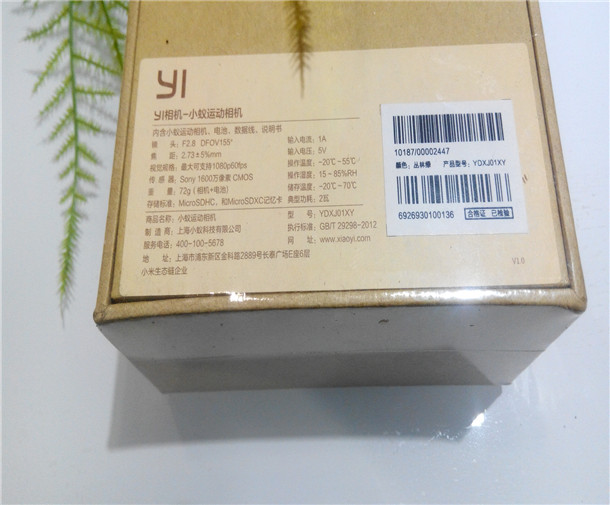 YI
YI相机-小蚁运动相机
内含小蚁运动相机、电池、数据线、说明书
镜 头: F2.8 DFOV155°
焦 距: 2.73±5%mm
视觉规格: 最大可支持1080p60fps
传 感 器: Sony 1600万像素 CMOS
重 量: 72g (相机+电池)
存储标准: MicroSDHC, 和MicroSDXC记忆卡
输入电流: 1A
输入电压: 5V
操作温度: -20℃~55℃
操作湿度: 15~85%RH
储存温度: -20℃~70℃
典型功耗: 2瓦
商品名称: 小蚁运动相机
制 造 商: 上海小蚁科技有限公司
服务电话: 400-100-5678
地 址: 上海市浦东新区金科路2889号长泰广场E座6层
小米生态链企业
型 号: YDXJ01XY
执行标准: GB/T 29298-2012
网 址: www.xiaoyi.com
V1.0
10187/00002447
颜色: 丛林绿 产品型号: YDXJ01XY
6926930100136
合格证 已检验